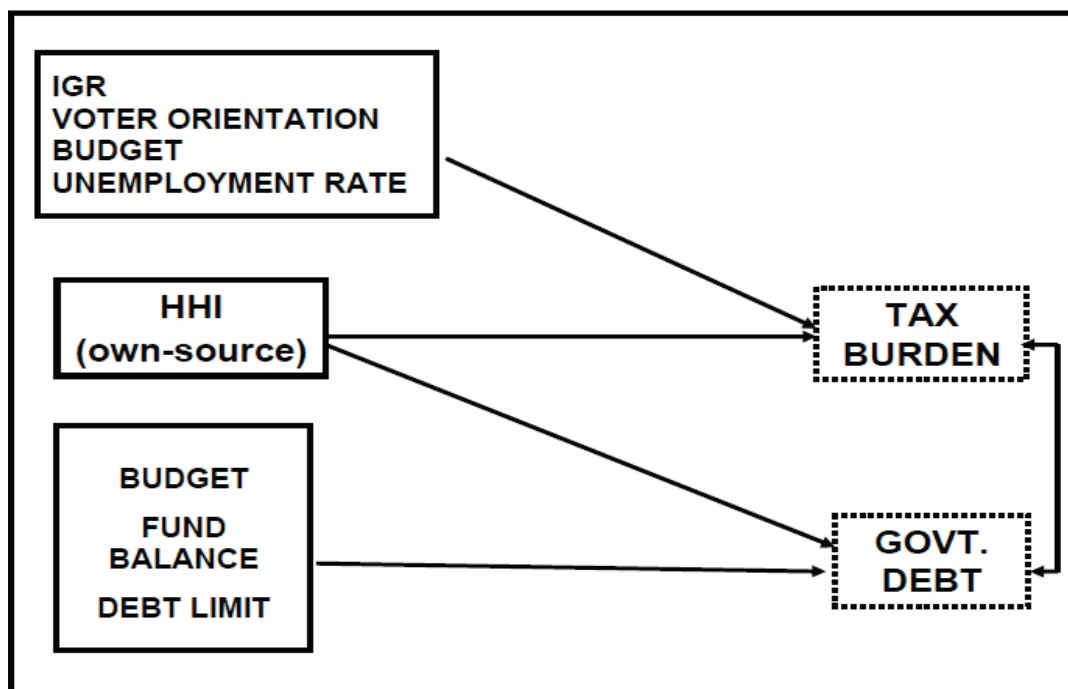 IGR
VOTER ORIENTATION
BUDGET
UNEMPLOYMENT RATE
HHI
(own-source)
TAX
BURDEN
BUDGET
FUND
BALANCE
DEBT LIMIT
GOVT.
DEBT